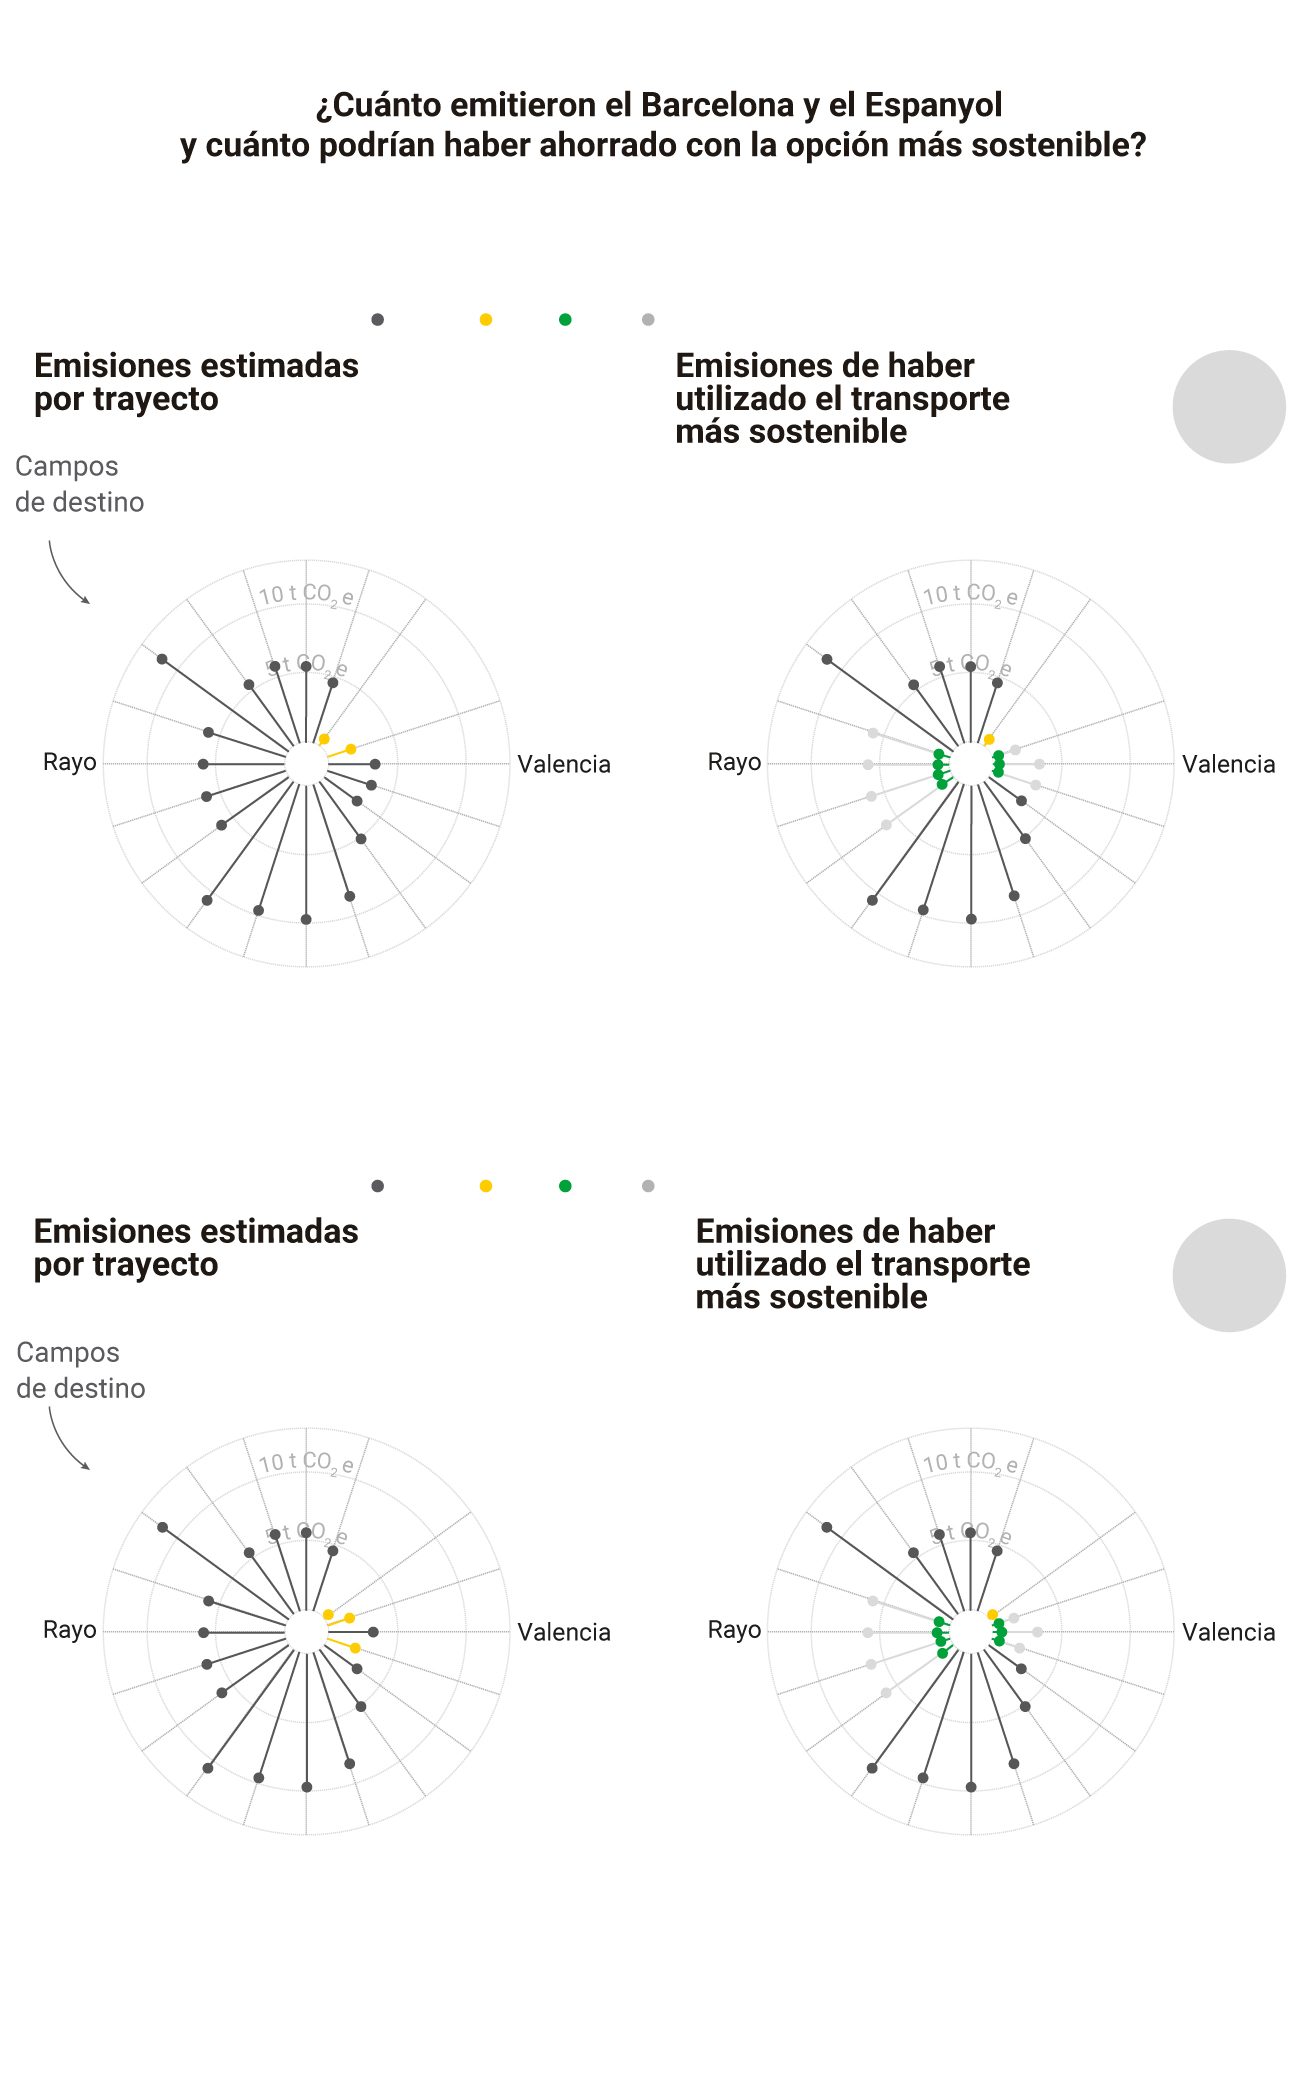 ¿Cuánto emitieron el Barcelona y el Espanyol
y cuánto podrían haber ahorrado con la opción más sostenible?
Emisiones estimadas
por trayecto
Emisiones de haber
utilizado el transporte
más sostenible
Campos
de destino
10 t CO2 e
5 t CO2 e
Rayo
Valencia
10 t CO2 e
5 t CO2 e
Rayo
Valencia
Emisiones estimadas
por trayecto
Emisiones de haber
utilizado el transporte
más sostenible
Campos
de destino
10 t CO2 e
5 t CO2 e
Rayo
Valencia
10 t CO2 e
5 t CO2 e
Rayo
Valencia